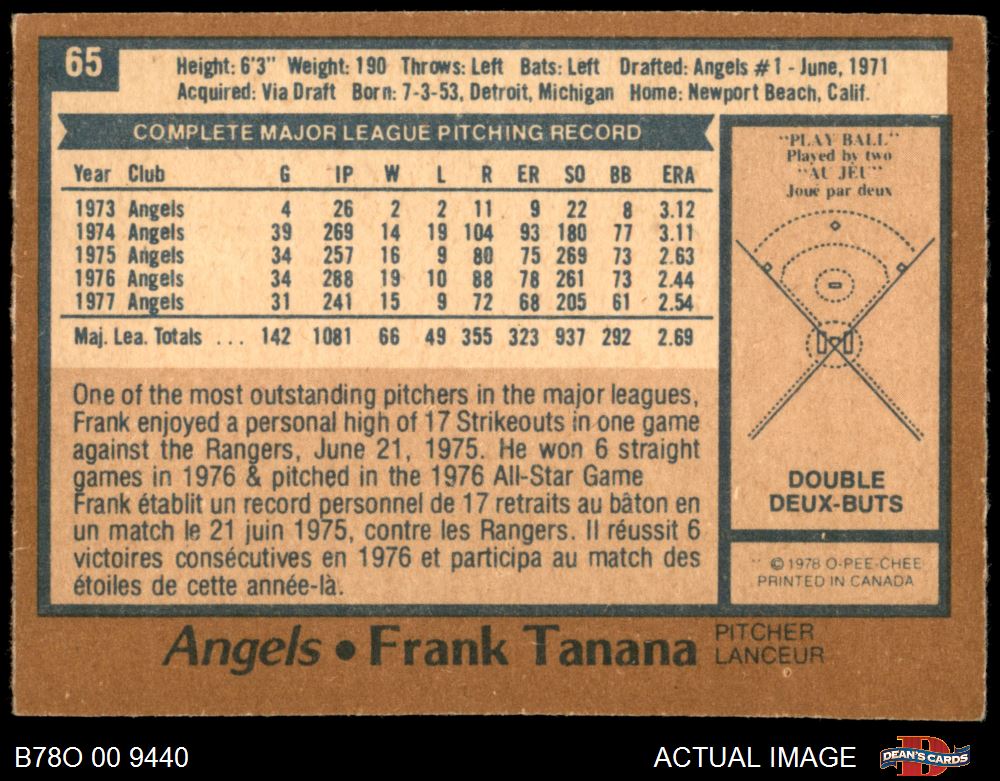 65
Height: 6'3" Weight: 190 Throws: Left Bats: Left Drafted: Angels #1 - June, 1971
Acquired: Via Draft Born: 7-3-53, Detroit, Michigan Home: Newport Beach, Calif.
COMPLETE MAJOR LEAGUE PITCHING RECORD
Year Club G IP W L R ER SO BB ERA
1973 Angels 4 26 2 2 11 9 22 8 3.12
1974 Angels 39 269 14 19 104 93 180 77 3.11
1975 Angels 34 257 16 9 80 75 269 73 2.63
1976 Angels 34 288 19 10 88 78 261 73 2.44
1977 Angels 31 241 15 9 72 68 205 61 2.54
Maj. Lea. Totals ... 142 1081 66 49 355 323 937 292 2.69
One of the most outstanding pitchers in the major leagues,
Frank enjoyed a personal high of 17 Strikeouts in one game
against the Rangers, June 21, 1975. He won 6 straight
games in 1976 & pitched in the 1976 All-Star Game
Frank établit un record personnel de 17 retraits au bâton en
un match le 21 juin 1975, contre les Rangers. Il réussit 6
victoires consécutives en 1976 et participa au match des
étoiles de cette année-là.
"PLAY BALL"
Played by two
"AU JEU"
Joué par deux
DOUBLE
DEUX-BUTS
© 1978 O-PEE-CHEE
PRINTED IN CANADA
Angels • Frank Tanana
PITCHER
LANCEUR
B78O 00 9440
ACTUAL IMAGE
DEAN'S CARDS